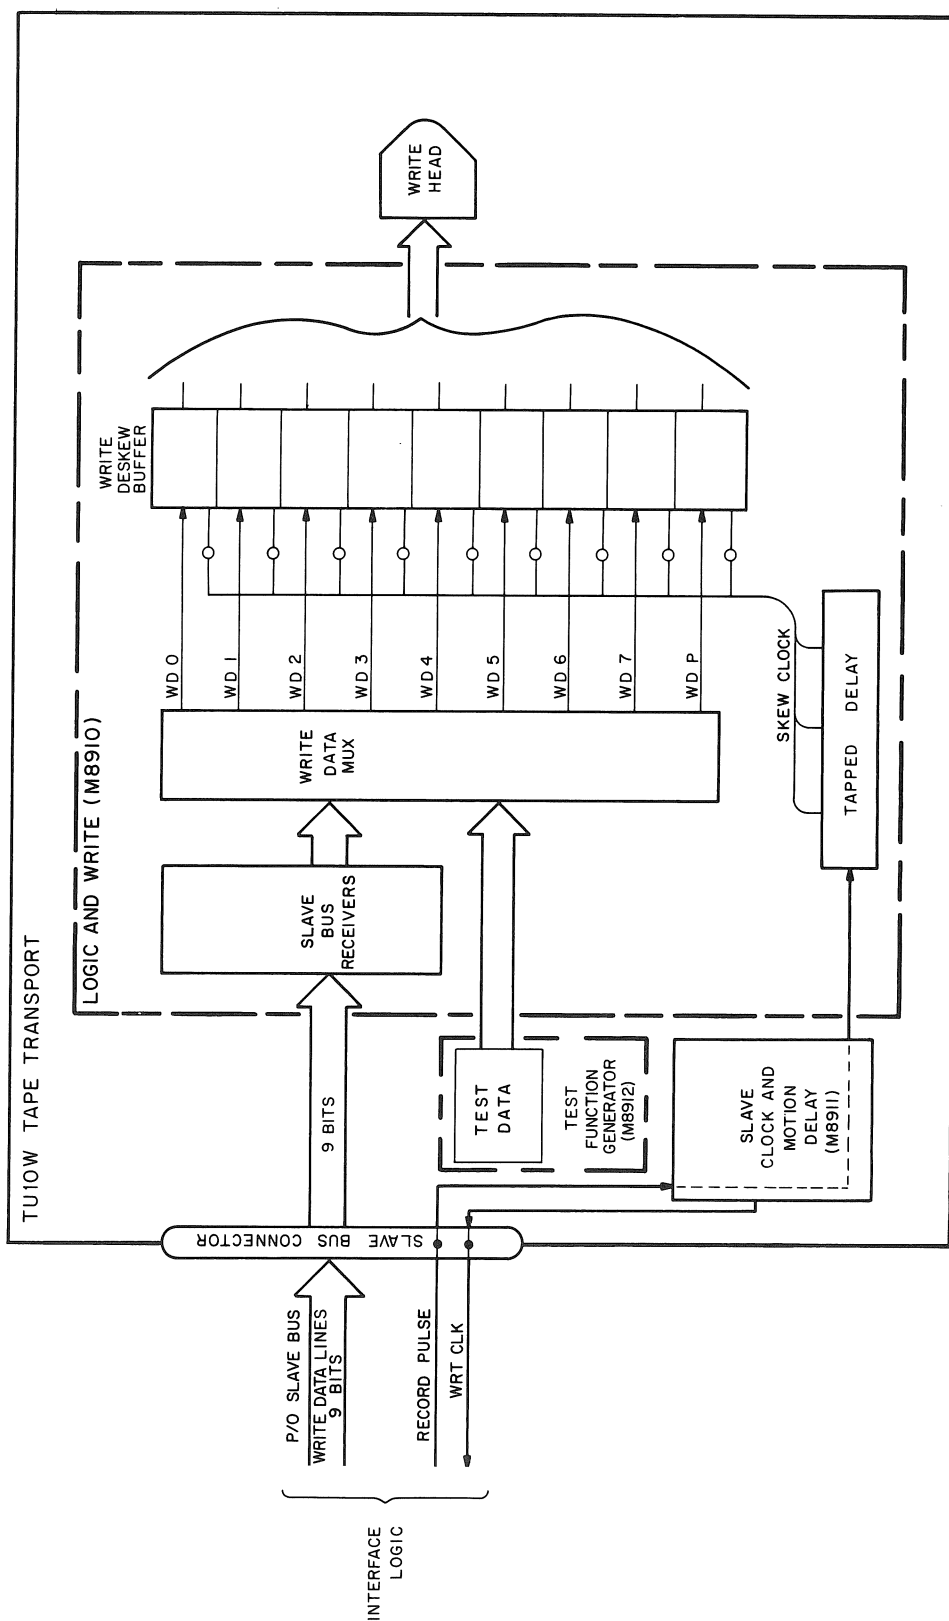 TU10W TAPE TRANSPORT
LOGIC AND WRITE (M8910)
INTERFACE
LOGIC
P/O SLAVE BUS
WRITE DATA LINES
9 BITS
RECORD PULSE
WRT CLK
SLAVE BUS CONNECTOR
9 BITS
SLAVE
BUS
RECEIVERS
TEST
DATA
TEST
FUNCTION
GENERATOR
(M8912)
SLAVE
CLOCK AND
MOTION
DELAY
(M8911)
WRITE
DATA
MUX
WD 0
WD 1
WD 2
WD 3
WD 4
WD 5
WD 6
WD 7
WD P
SKEW CLOCK
TAPPED DELAY
WRITE
DESKEW
BUFFER
WRITE
HEAD